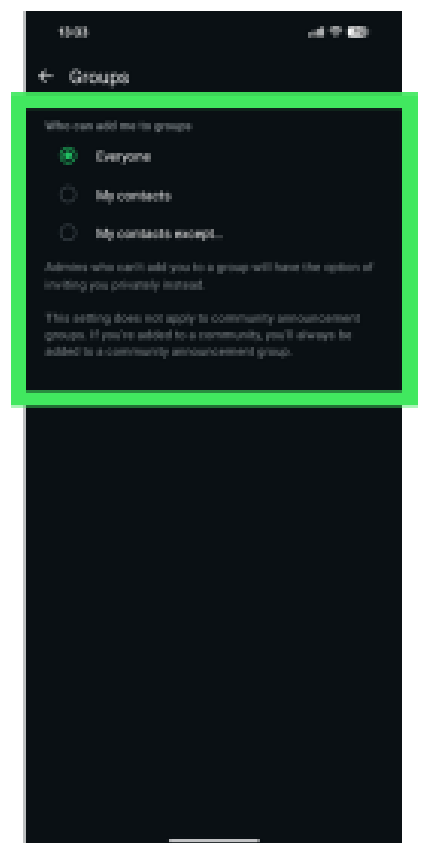 13:33
Groups
Who can add me to groups
Everyone
My contacts
My contacts except...
Admins who can't add you to a group will have the option of
inviting you privately instead.
This setting does not apply to community announcement
groups. If you're added to a community, you'll always be
added to a community announcement group.